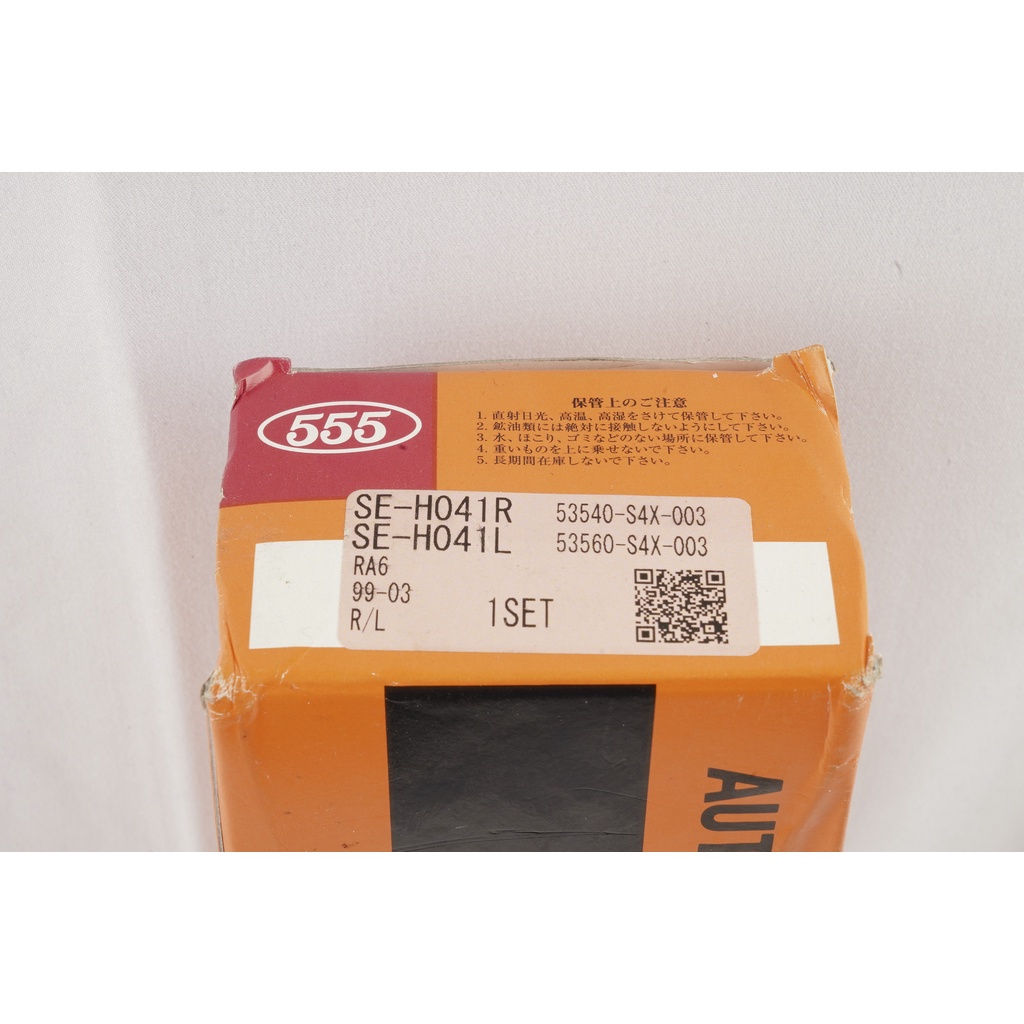 555
保管上のご注意
1. 直射日光、高温、高湿をさけて保管して下さい。
2. 鉱油類には絶対に接触しないようにして下さい。
3. 水、ほこり、ゴミなどのない場所に保管して下さい。
4. 重いものを上に乗せないで下さい。
5. 長期間在庫しないで下さい。
SE-H041R 53540-S4X-003
SE-H041L 53560-S4X-003
RA6
99-03
R/L 1SET
AUT